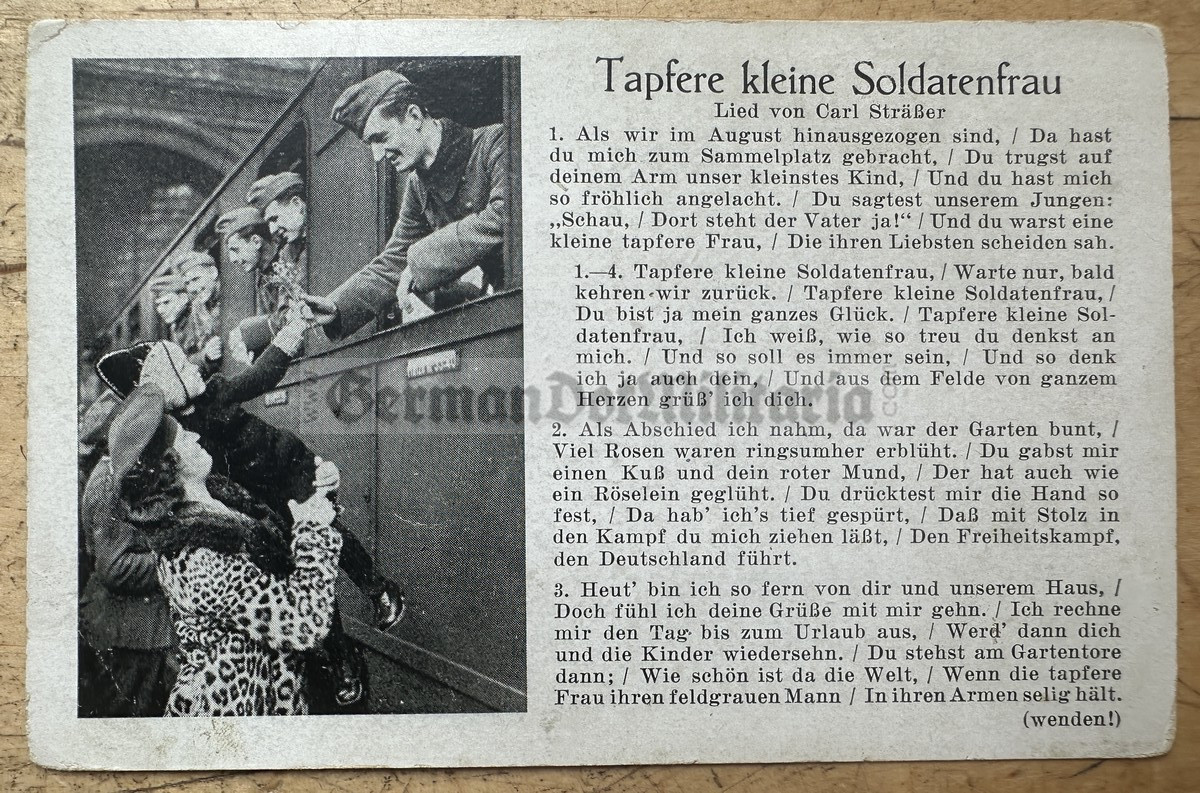 Tapfere kleine Soldatenfrau
Lied von Carl Sträßer
1. Als wir im August hinausgezogen sind, / Da hast
du mich zum Sammelplatz gebracht, / Du trugst auf
deinem Arm unser kleinstes Kind, / Und du hast mich
so fröhlich angelacht. / Du sagtest unserem Jungen:
„Schau, / Dort steht der Vater ja!“ / Und du warst eine
kleine tapfere Frau, / Die ihren Liebsten scheiden sah.
1.—4. Tapfere kleine Soldatenfrau, / Warte nur, bald
kehren wir zurück. / Tapfere kleine Soldatenfrau, /
Du bist ja mein ganzes Glück. / Tapfere kleine Sol-
datenfrau, / Ich weiß, wie so treu du denkst an
mich. / Und so soll es immer sein, / Und so denk
ich ja auch dein, / Und aus dem Felde von ganzem
Herzen grüß' ich dich.
2. Als Abschied ich nahm, da war der Garten bunt, /
Viel Rosen waren ringsumher erblüht. / Du gabst mir
einen Kuß und dein roter Mund, / Der hat auch wie
ein Röselein geglüht. / Du drücktest mir die Hand so
fest, / Da hab' ich's tief gespürt, / Daß mit Stolz in
den Kampf du mich ziehen läßt, / Den Freiheitskampf,
den Deutschland führt.
3. Heut' bin ich so fern von dir und unserem Haus, /
Doch fühl ich deine Grüße mit mir gehn. / Ich rechne
mir den Tag bis zum Urlaub aus, / Werd' dann dich
und die Kinder wiedersehn. / Du stehst am Gartentore
dann; / Wie schön ist da die Welt, / Wenn die tapfere
Frau ihren feldgrauen Mann / In ihren Armen selig hält.
(wenden!)
www.GermanDotMilitaria.com